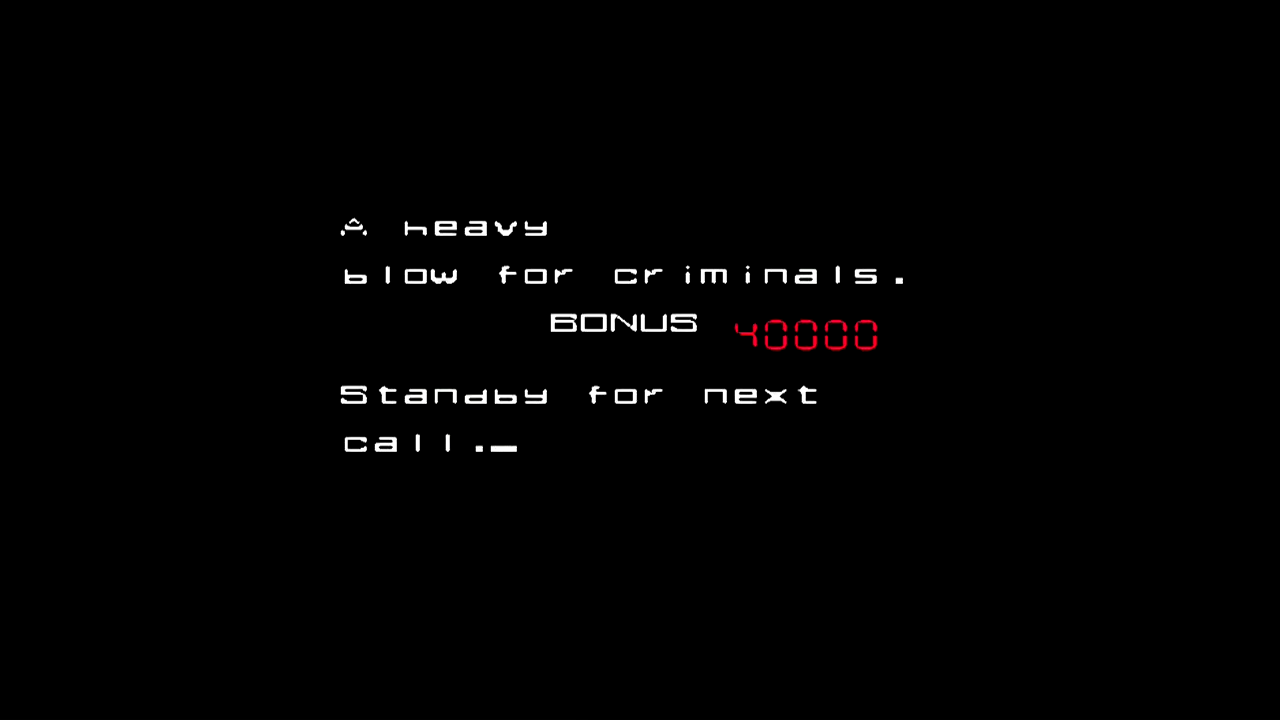 A heavy
blow for criminals.
BONUS 40000
Standby for next
call.